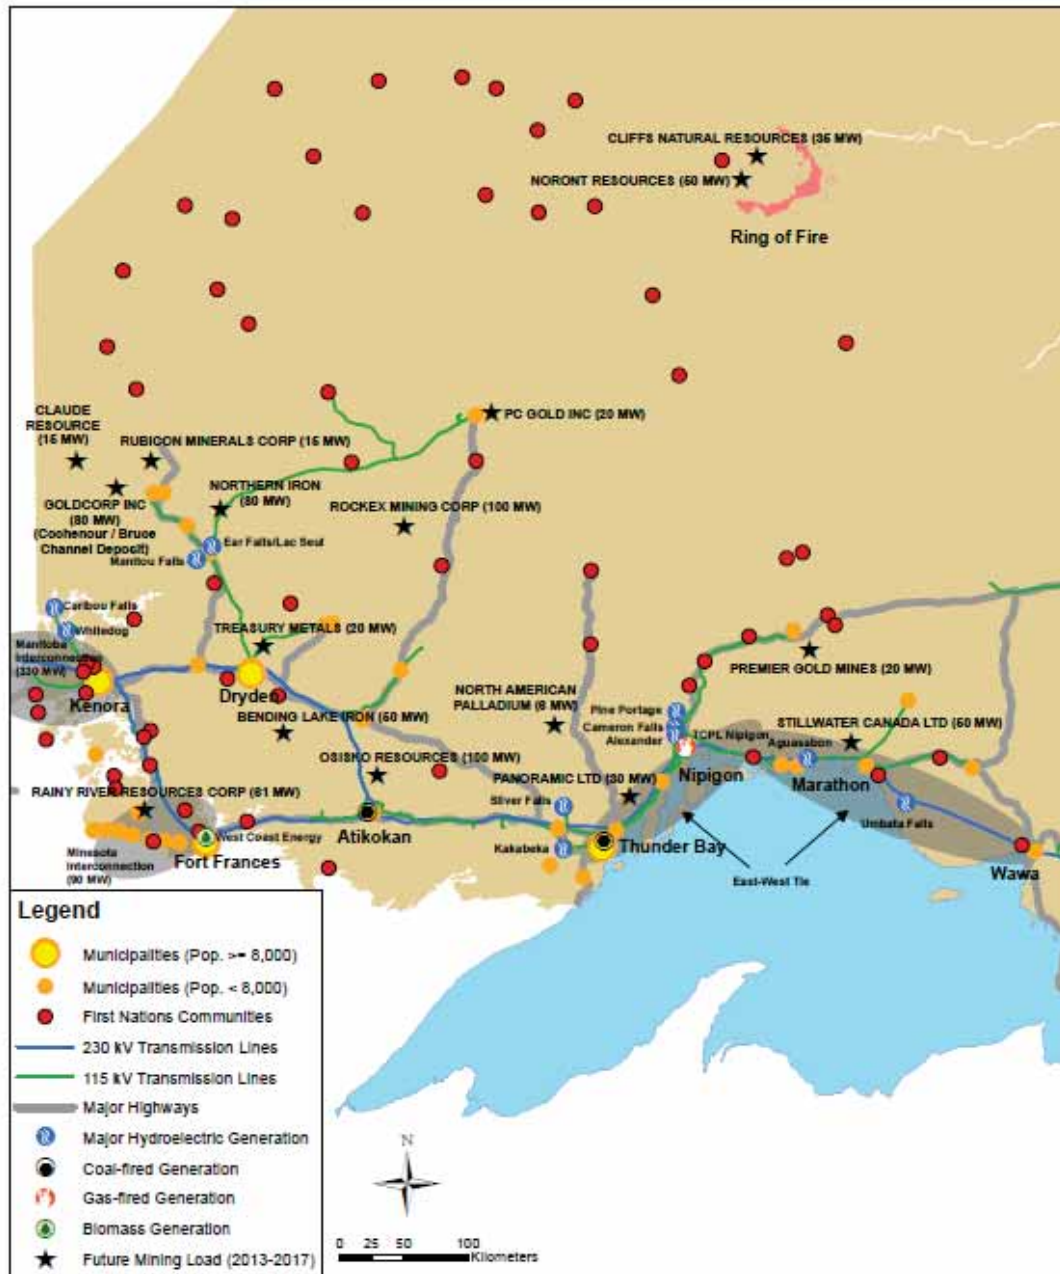 CLIFFS NATURAL RESOURCES (35 MW)
NORONT RESOURCES (50 MW)
Ring of Fire
CLAUDE
RESOURCE
(15 MW)
RUBICON MINERALS CORP (15 MW)
PC GOLD INC (20 MW)
GOLDCORP INC
(80 MW)
(Cochenour / Bruce
Channel Deposit)
NORTHERN IRON
(80 MW)
ROCKEX MINING CORP (100 MW)
Ear Falls/Lac Seul
Manitou Falls
Caribou Falls
Whitedog
Manitoba
Interconnection
(330 MW)
Kenora
TREASURY METALS (20 MW)
Dryden
BENDING LAKE IRON (50 MW)
NORTH AMERICAN
PALLADIUM (8 MW)
PREMIER GOLD MINES (20 MW)
Pine Portage
Cameron Falls
Alexander
TCPL Nipigon
Nipigon
STILLWATER CANADA LTD (50 MW)
Aguasabon
Marathon
OSISKO RESOURCES (100 MW)
PANORAMIC LTD (30 MW)
RAINY RIVER RESOURCES CORP (61 MW)
West Coast Energy
Fort Frances
Minnesota
Interconnection
(90 MW)
Atikokan
Silver Falls
Kakabeka
Thunder Bay
Umbata Falls
East-West Tie
Wawa
Legend
Municipalities (Pop. >= 8,000)
Municipalities (Pop. < 8,000)
First Nations Communities
230 kV Transmission Lines
115 kV Transmission Lines
Major Highways
Major Hydroelectric Generation
Coal-fired Generation
Gas-fired Generation
Biomass Generation
Future Mining Load (2013-2017)
N
0 25 50 100
Kilometers